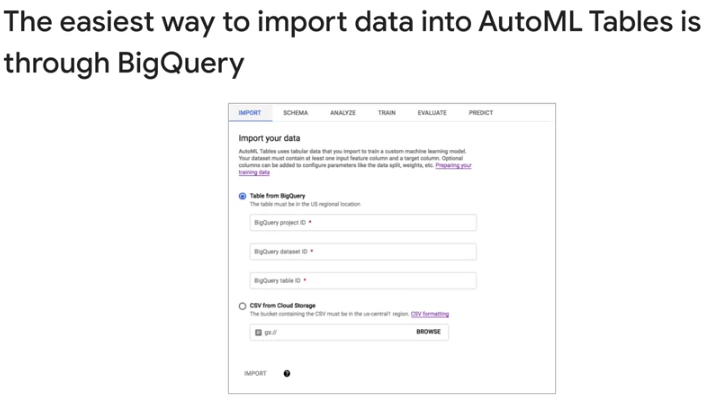 The easiest way to import data into AutoML Tables is
through BigQuery
IMPORT SCHEMA ANALYZE TRAIN EVALUATE PREDICT
Import your data
AutoML Tables uses tabular data that you import to train a custom machine learning model.
Your dataset must contain at least one input feature column and a target column. Optional
columns can be added to configure parameters like the data split, weights, etc. Preparing your
training data
Table from BigQuery
The table must be in the US regional location
BigQuery project ID *
BigQuery dataset ID *
BigQuery table ID *
CSV from Cloud Storage
The bucket containing the CSV must be in the us-central1 region. CSV formatting
gs:// BROWSE
IMPORT ?